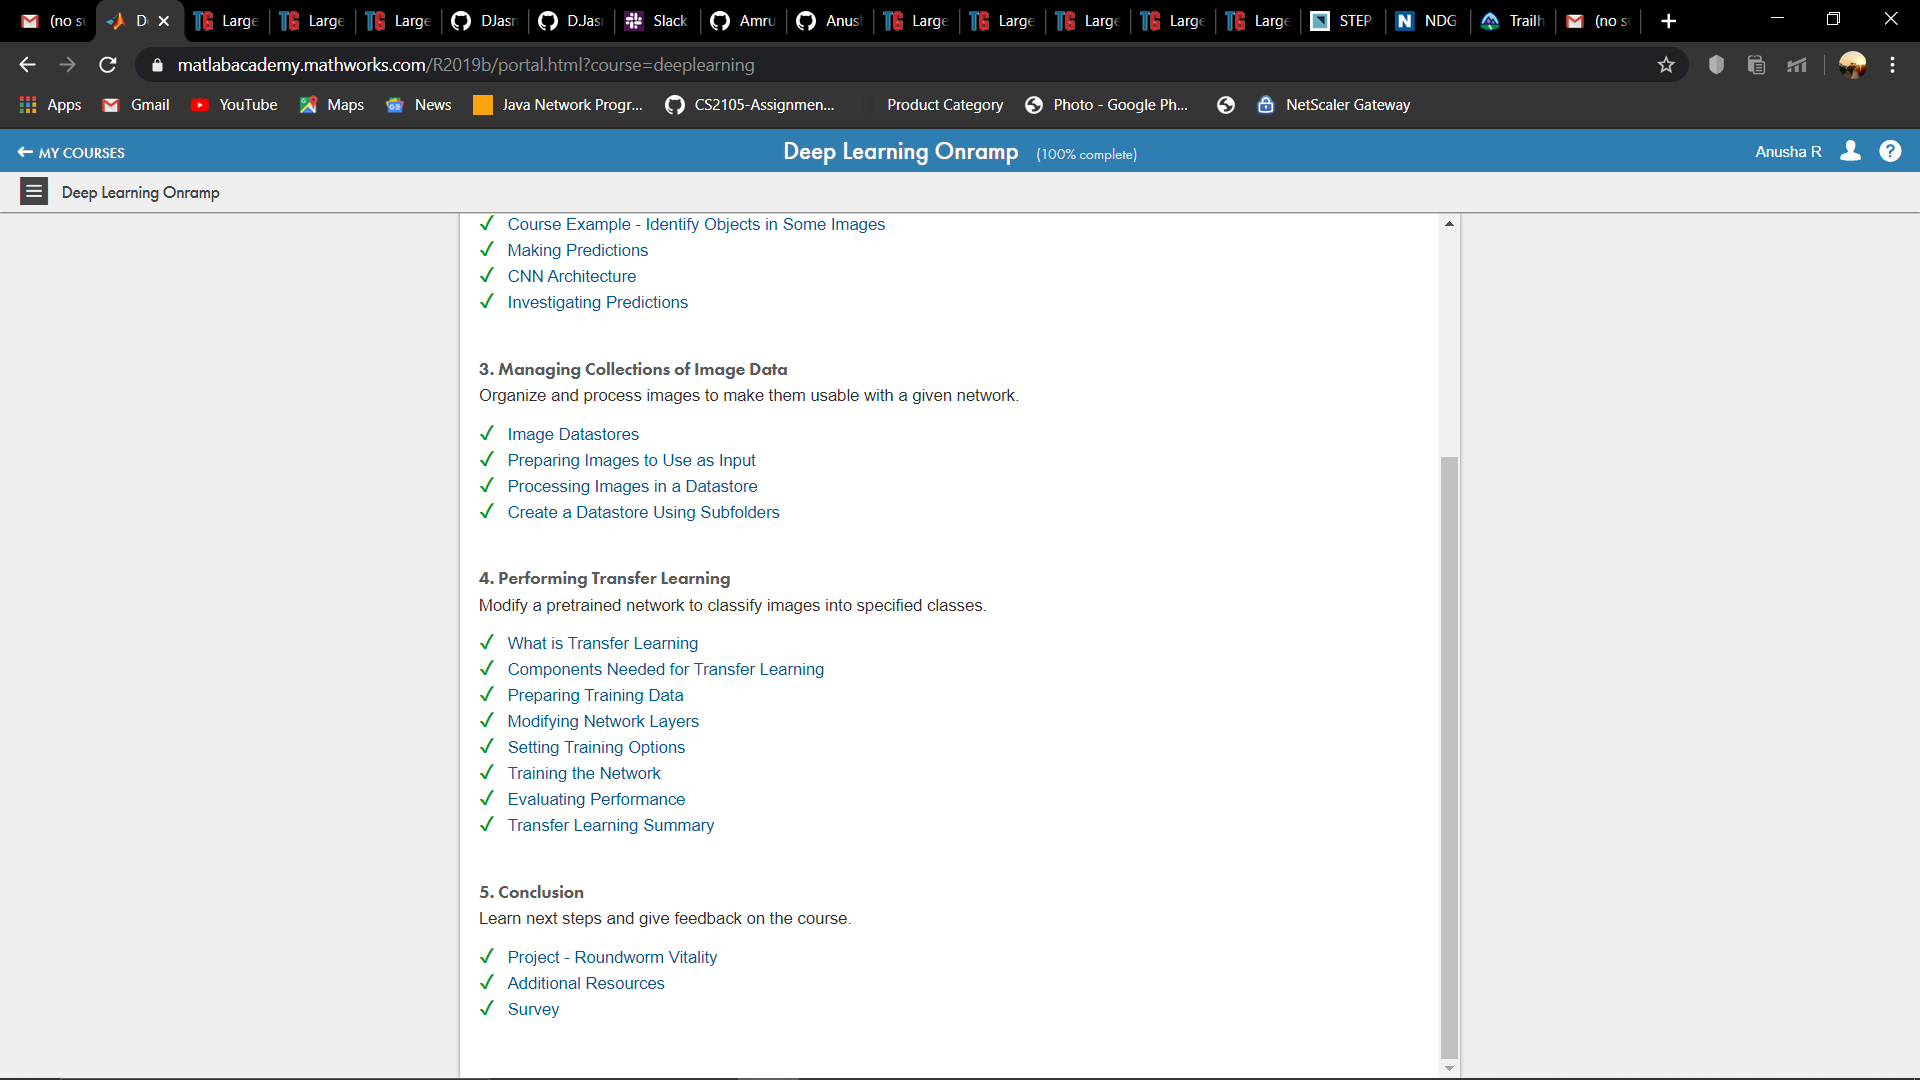 (no su
D
Large
Large
Large
DJasm
DJasm
Slack
Amru
Anush
Large
Large
Large
Large
Large
STEP
NDG
Trailh
(no su
matlabacademy.mathworks.com/R2019b/portal.html?course=deeplearning
Apps
Gmail
YouTube
Maps
News
Java Network Progr...
CS2105-Assignmen...
Product Category
Photo - Google Ph...
NetScaler Gateway
MY COURSES
Deep Learning Onramp (100% complete)
Anusha R
Deep Learning Onramp
Course Example - Identify Objects in Some Images
Making Predictions
CNN Architecture
Investigating Predictions
3. Managing Collections of Image Data
Organize and process images to make them usable with a given network.
Image Datastores
Preparing Images to Use as Input
Processing Images in a Datastore
Create a Datastore Using Subfolders
4. Performing Transfer Learning
Modify a pretrained network to classify images into specified classes.
What is Transfer Learning
Components Needed for Transfer Learning
Preparing Training Data
Modifying Network Layers
Setting Training Options
Training the Network
Evaluating Performance
Transfer Learning Summary
5. Conclusion
Learn next steps and give feedback on the course.
Project - Roundworm Vitality
Additional Resources
Survey